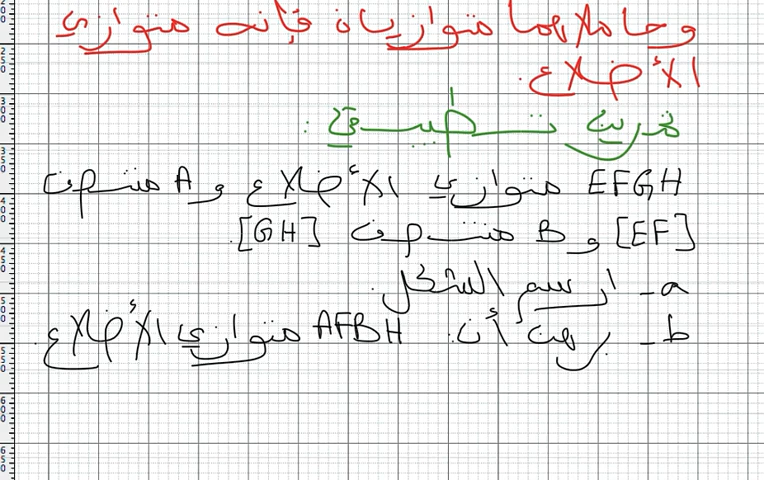 وحاملاهما متوازيان فإنه متوازي
الأضلاع.
تمرين تطبيقي:
EFGH متوازي الأضلاع و A منتصف
[EF] و B منتصف [GH].
a- ارسم الشكل.
b- برهن أن: AFBH متوازي الأضلاع.